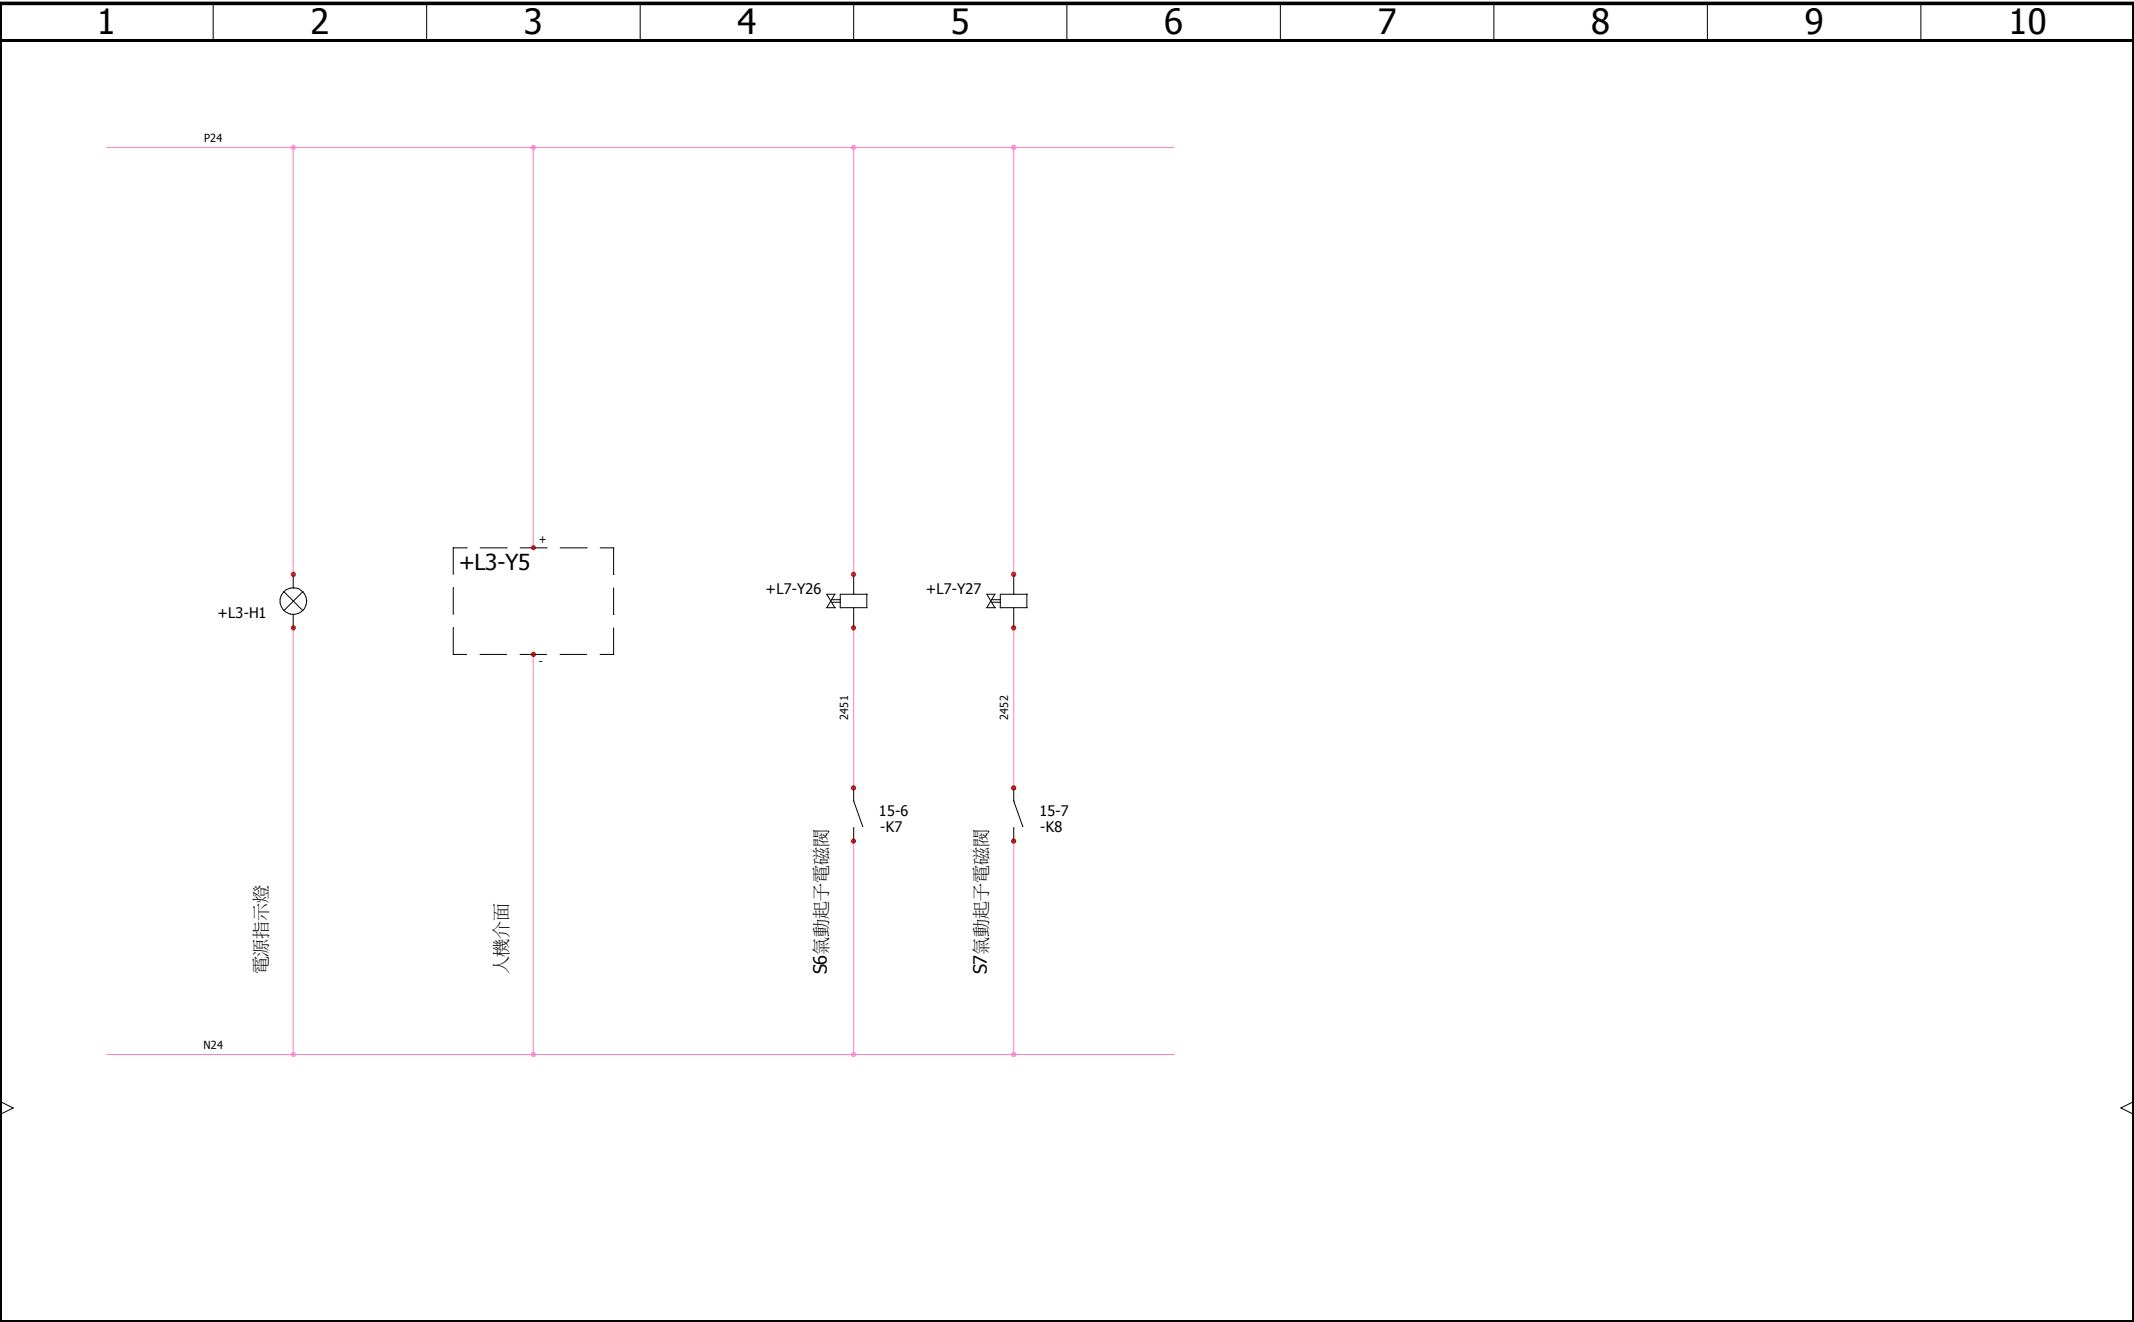 1 2 3 4 5 6 7 8 9 10
P24
+
+L3-Y5
+L7-Y26
+L7-Y27
+L3-H1
-
2451
2452
15-6
-K7
15-7
-K8
電源指示燈
人機介面
S6氣動起子電磁閥
S7氣動起子電磁閥
N24